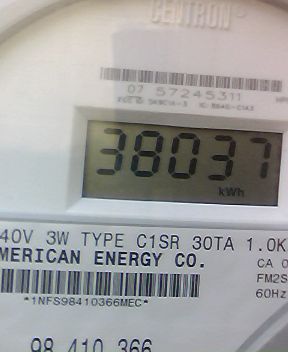 CENTRON®
07 57245311
38037
kWh
40V 3W TYPE C1SR 30TA 1.0K
MERICAN ENERGY CO.
CA 0
FM2S
60Hz
*1NFS98410366MEC*
98 410 366